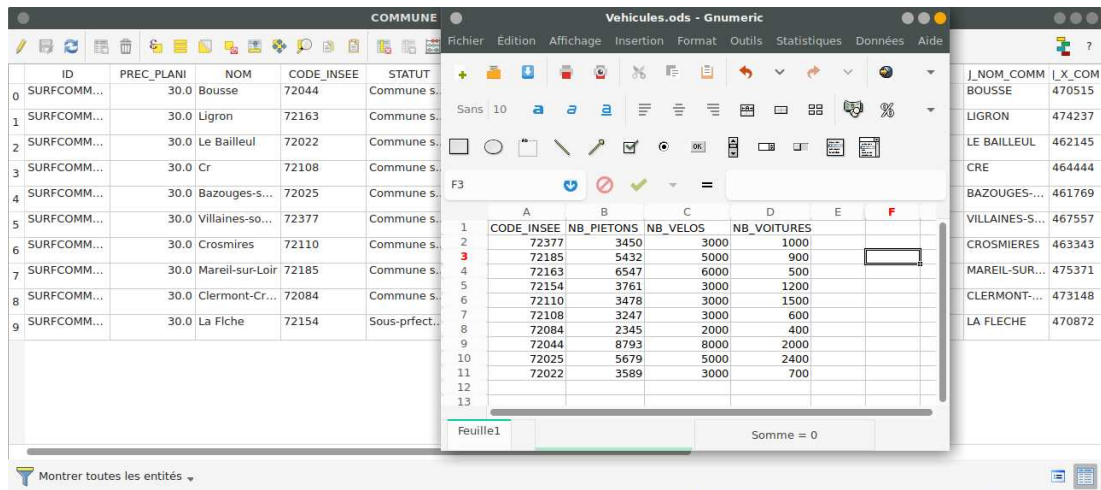 COMMUNE
Vehicules.ods - Gnumeric
Fichier Édition Affichage Insertion Format Outils Statistiques Données Aide
Sans 10 a a a %
OK
F3 =
?
ID PREC_PLANI NOM CODE_INSEE STATUT J_NOM_COMM
0 SURFCOMM... 30.0 Bousse 72044 Commune s... BOUSSE 470515
1 SURFCOMM... 30.0 Ligron 72163 Commune s... LIGRON 474237
2 SURFCOMM... 30.0 Le Bailleul 72022 Commune s... LE BAILLEUL 462145
3 SURFCOMM... 30.0 Cr 72108 Commune s... CRE 464444
4 SURFCOMM... 30.0 Bazouges-s... 72025 Commune s... BAZOUGES-... 461769
5 SURFCOMM... 30.0 Villaines-so... 72377 Commune s... VILLAINES-S... 467557
6 SURFCOMM... 30.0 Crosmires 72110 Commune s... CROSMIERES 463343
7 SURFCOMM... 30.0 Mareil-sur-Loir 72185 Commune s... MAREIL-SUR... 475371
8 SURFCOMM... 30.0 Clermont-Cr... 72084 Commune s... CLERMONT-... 473148
9 SURFCOMM... 30.0 La Flche 72154 Sous-prfect... LA FLECHE 470872
A B C D E F
1 CODE_INSEE NB_PIETONS NB_VELOS NB_VOITURES
2 72377 3450 3000 1000
3 72185 5432 5000 900
4 72163 6547 6000 500
5 72154 3761 3000 1200
6 72110 3478 3000 1500
7 72108 3247 3000 600
8 72084 2345 2000 400
9 72044 8793 8000 2000
10 72025 5679 5000 2400
11 72022 3589 3000 700
12
13
Feuille1
Somme = 0
Montrer toutes les entités